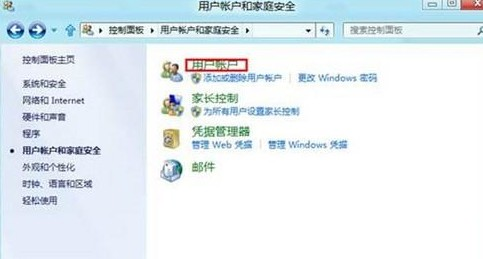 用户帐户和家庭安全
控制面板 ▸ 用户帐户和家庭安全 ▸
搜索控制面板
控制面板主页
系统和安全
网络和 Internet
硬件和声音
程序
用户帐户和家庭安全
外观和个性化
时钟、语言和区域
轻松使用
用户帐户
添加或删除用户帐户
更改 Windows 密码
家长控制
为所有用户设置家长控制
凭据管理器
管理 Web 凭据
管理 Windows 凭据
邮件